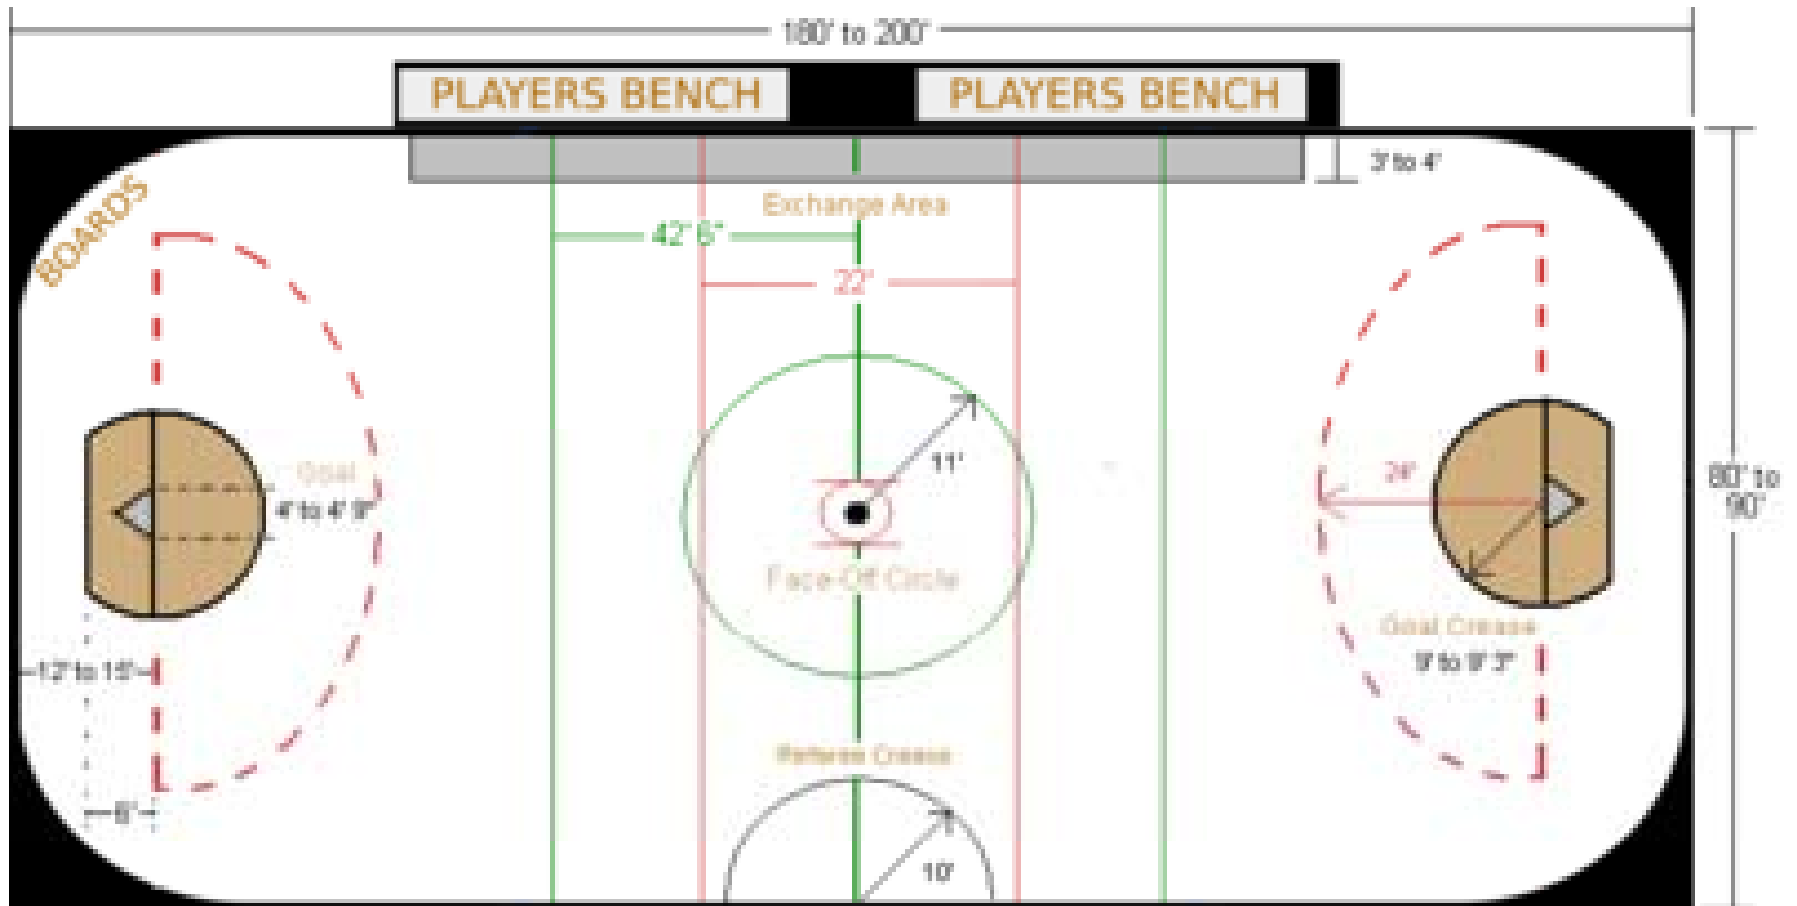 180' to 200'
PLAYERS BENCH
PLAYERS BENCH
3' to 4'
BOARDS
Exchange Area
42' 6"
22'
11'
Goal
4' to 4' 9"
24'
80' to
90'
Face-Off Circle
Goal Crease
9' to 9' 3"
12' to 15'
Referee Crease
6'
10'